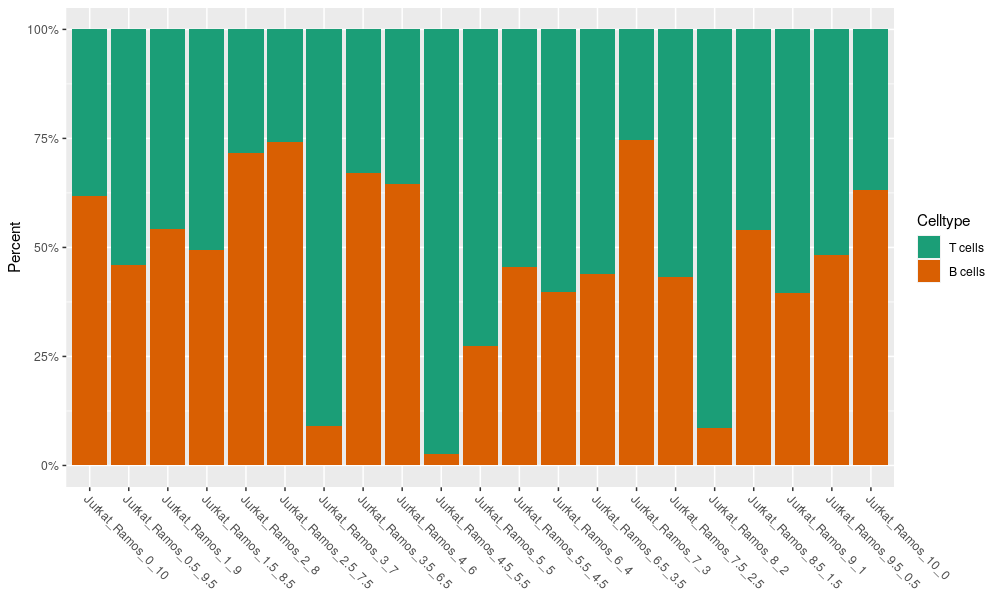 100%
75%
50%
25%
0%
Percent
Jurkat_Ramos_0_10
Jurkat_Ramos_0.5_9.5
Jurkat_Ramos_1_9
Jurkat_Ramos_1.5_8.5
Jurkat_Ramos_2_8
Jurkat_Ramos_2.5_7.5
Jurkat_Ramos_3_7
Jurkat_Ramos_3.5_6.5
Jurkat_Ramos_4_6
Jurkat_Ramos_4.5_5.5
Jurkat_Ramos_5_5
Jurkat_Ramos_5.5_4.5
Jurkat_Ramos_6_4
Jurkat_Ramos_6.5_3.5
Jurkat_Ramos_7_3
Jurkat_Ramos_7.5_2.5
Jurkat_Ramos_8_2
Jurkat_Ramos_8.5_1.5
Jurkat_Ramos_9_1
Jurkat_Ramos_9.5_0.5
Jurkat_Ramos_10_0
Celltype
T cells
B cells